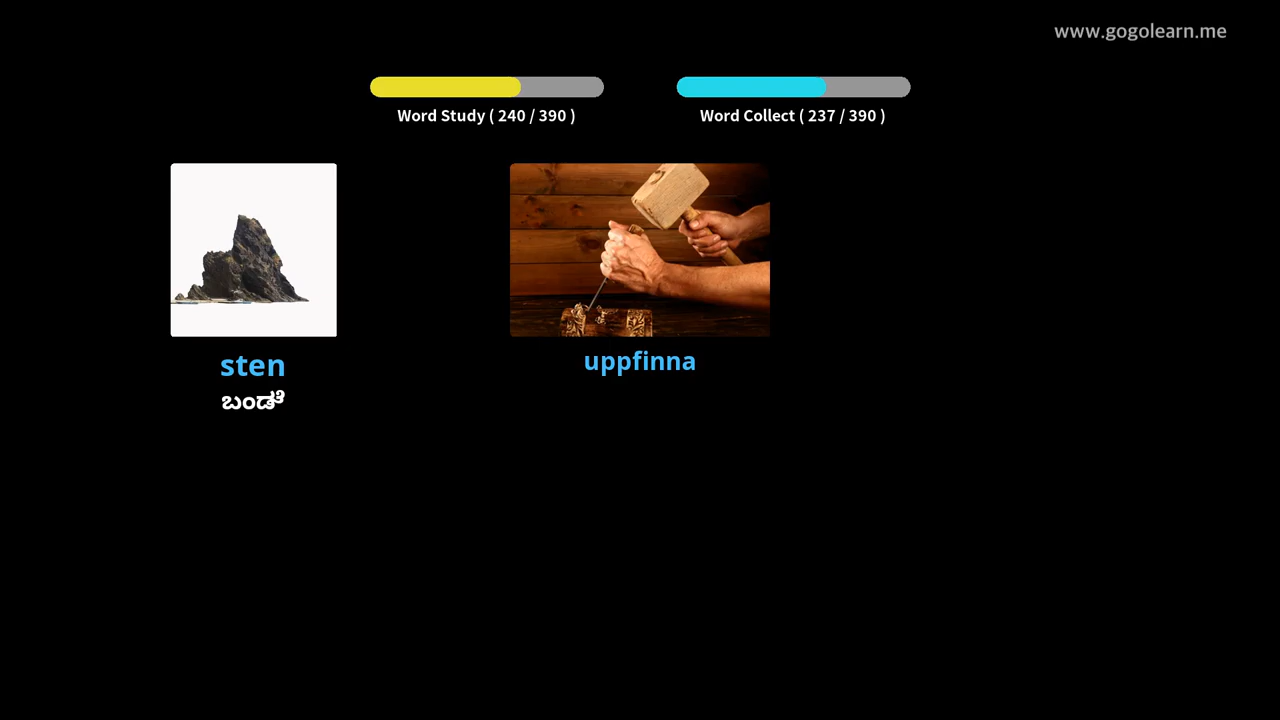 www.gogolearn.me
Word Study ( 240 / 390 )
Word Collect ( 237 / 390 )
sten
ಬಂಡೆ
uppfinna